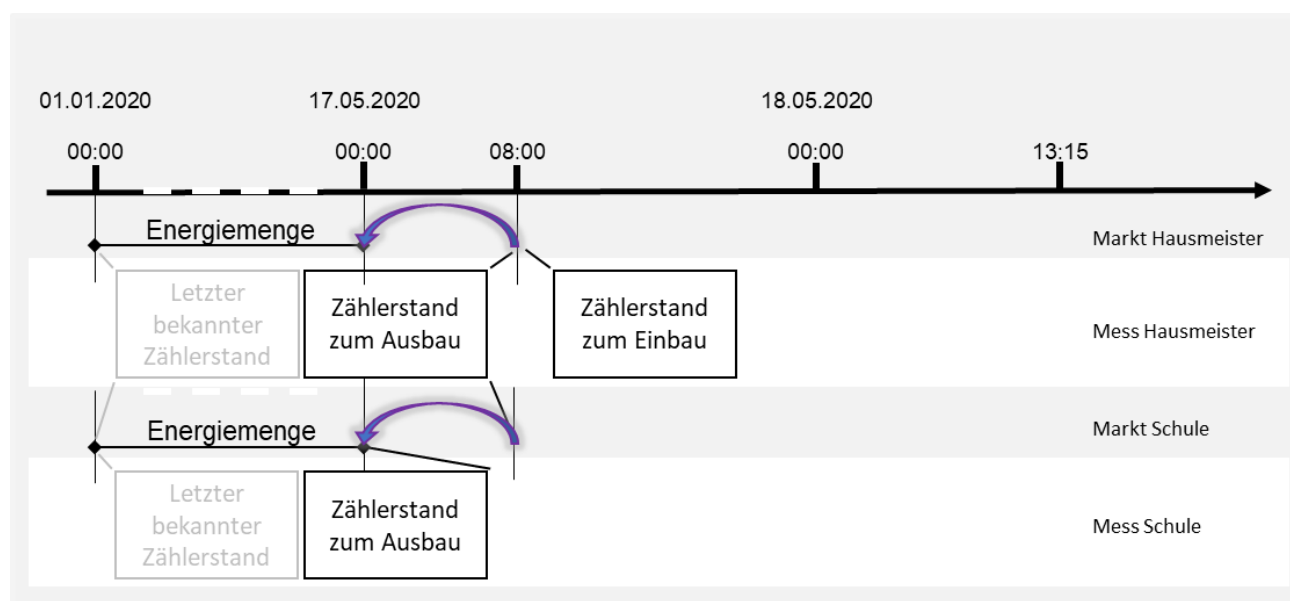 01.01.2020 17.05.2020 18.05.2020
00:00 00:00 08:00 00:00 13:15
Energiemenge
Markt Hausmeister
Letzter
bekannter
Zählerstand
Zählerstand
zum Ausbau
Zählerstand
zum Einbau
Mess Hausmeister
Energiemenge
Markt Schule
Letzter
bekannter
Zählerstand
Zählerstand
zum Ausbau
Mess Schule